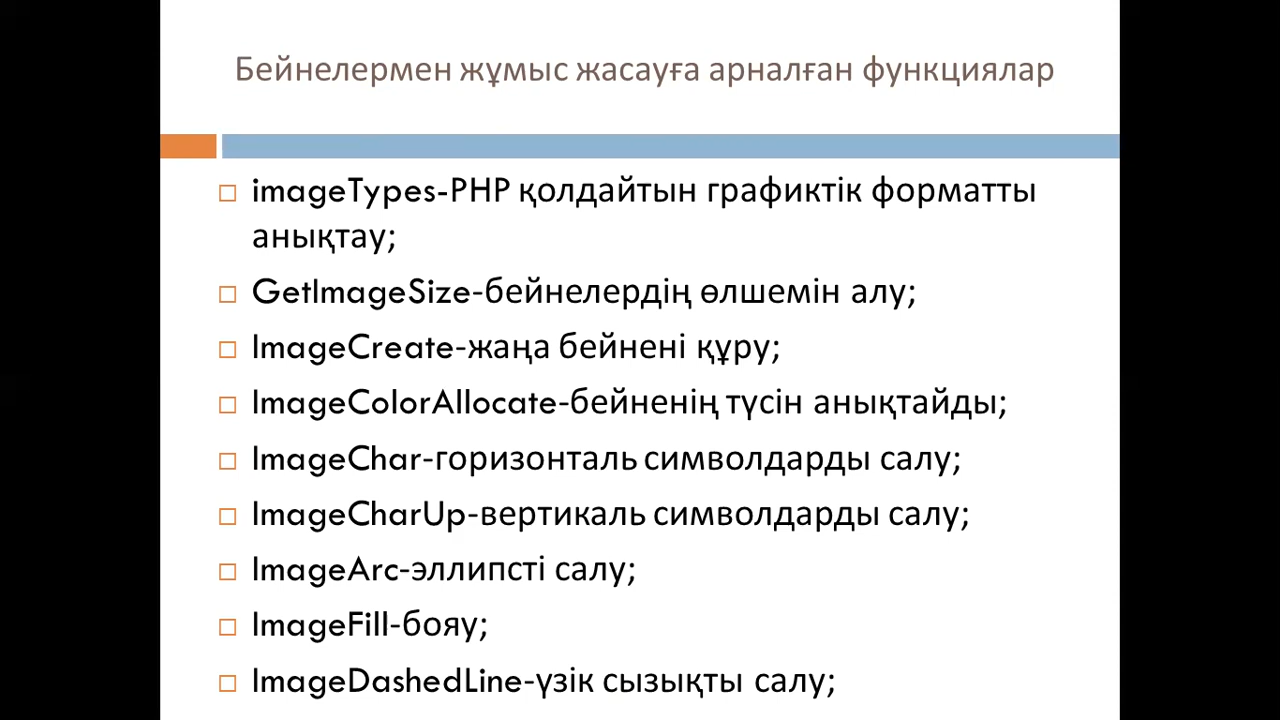 Бейнелермен жұмыс жасауға арналған функциялар
imageTypes-PHP қолдайтын графиктік форматты
анықтау;
GetImageSize-бейнелердің өлшемін алу;
ImageCreate-жаңа бейнені құру;
ImageColorAllocate-бейненің түсін анықтайды;
ImageChar-горизонталь символдарды салу;
ImageCharUp-вертикаль символдарды салу;
ImageArc-эллипсті салу;
ImageFill-бояу;
ImageDashedLine-үзік сызықты салу;